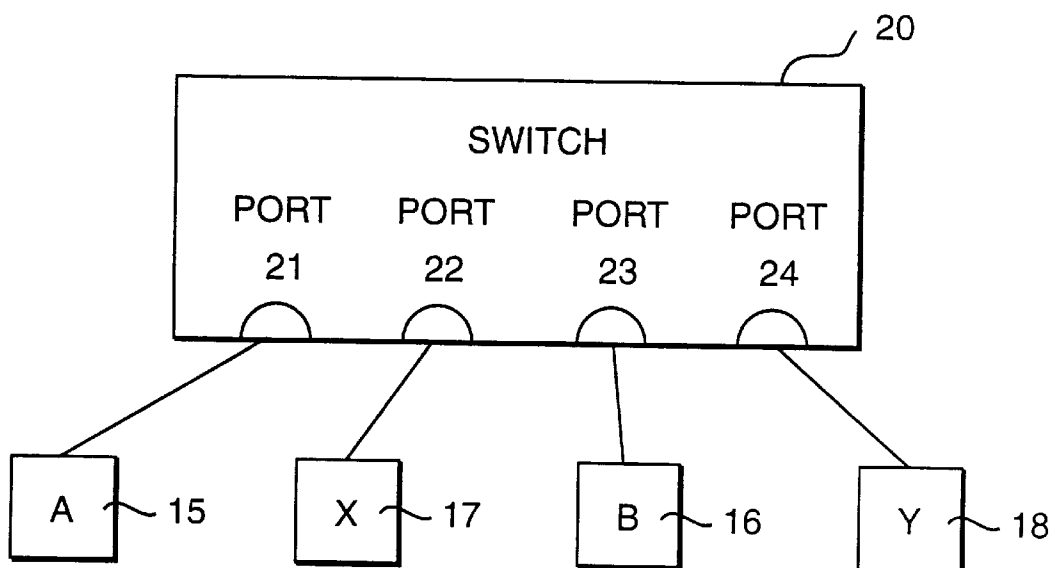 20
SWITCH
PORT PORT PORT PORT
21 22 23 24
A 15 X 17 B 16 Y 18